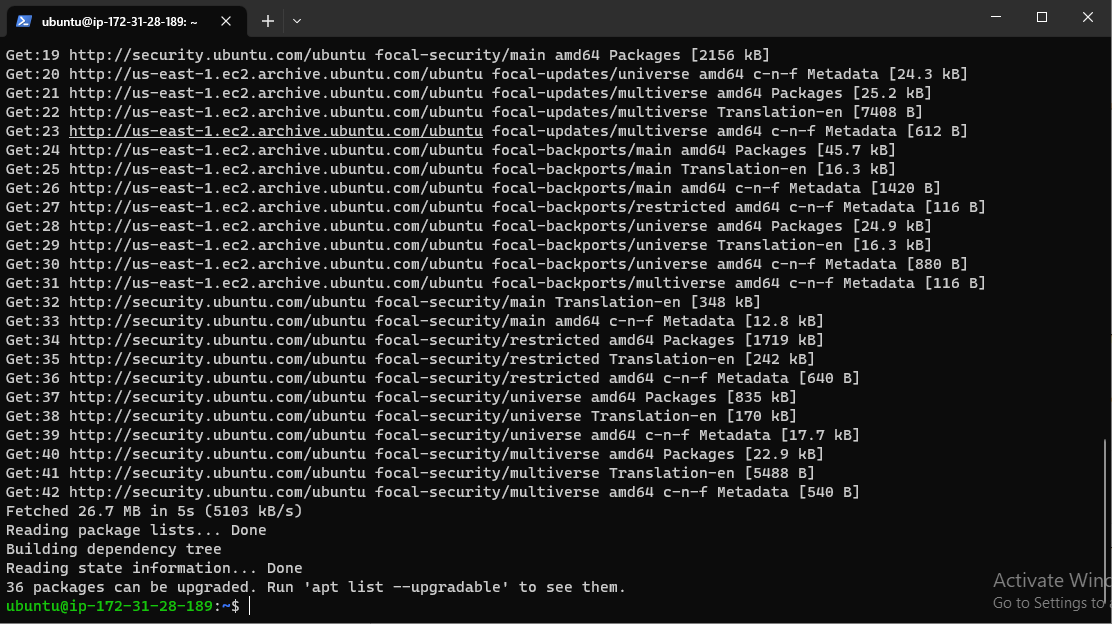 ubuntu@ip-172-31-28-189: ~
Get:19 http://security.ubuntu.com/ubuntu focal-security/main amd64 Packages [2156 kB]
Get:20 http://us-east-1.ec2.archive.ubuntu.com/ubuntu focal-updates/universe amd64 c-n-f Metadata [24.3 kB]
Get:21 http://us-east-1.ec2.archive.ubuntu.com/ubuntu focal-updates/multiverse amd64 Packages [25.2 kB]
Get:22 http://us-east-1.ec2.archive.ubuntu.com/ubuntu focal-updates/multiverse Translation-en [7408 B]
Get:23 http://us-east-1.ec2.archive.ubuntu.com/ubuntu focal-updates/multiverse amd64 c-n-f Metadata [612 B]
Get:24 http://us-east-1.ec2.archive.ubuntu.com/ubuntu focal-backports/main amd64 Packages [45.7 kB]
Get:25 http://us-east-1.ec2.archive.ubuntu.com/ubuntu focal-backports/main Translation-en [16.3 kB]
Get:26 http://us-east-1.ec2.archive.ubuntu.com/ubuntu focal-backports/main amd64 c-n-f Metadata [1420 B]
Get:27 http://us-east-1.ec2.archive.ubuntu.com/ubuntu focal-backports/restricted amd64 c-n-f Metadata [116 B]
Get:28 http://us-east-1.ec2.archive.ubuntu.com/ubuntu focal-backports/universe amd64 Packages [24.9 kB]
Get:29 http://us-east-1.ec2.archive.ubuntu.com/ubuntu focal-backports/universe Translation-en [16.3 kB]
Get:30 http://us-east-1.ec2.archive.ubuntu.com/ubuntu focal-backports/universe amd64 c-n-f Metadata [880 B]
Get:31 http://us-east-1.ec2.archive.ubuntu.com/ubuntu focal-backports/multiverse amd64 c-n-f Metadata [116 B]
Get:32 http://security.ubuntu.com/ubuntu focal-security/main Translation-en [348 kB]
Get:33 http://security.ubuntu.com/ubuntu focal-security/main amd64 c-n-f Metadata [12.8 kB]
Get:34 http://security.ubuntu.com/ubuntu focal-security/restricted amd64 Packages [1719 kB]
Get:35 http://security.ubuntu.com/ubuntu focal-security/restricted Translation-en [242 kB]
Get:36 http://security.ubuntu.com/ubuntu focal-security/restricted amd64 c-n-f Metadata [640 B]
Get:37 http://security.ubuntu.com/ubuntu focal-security/universe amd64 Packages [835 kB]
Get:38 http://security.ubuntu.com/ubuntu focal-security/universe Translation-en [170 kB]
Get:39 http://security.ubuntu.com/ubuntu focal-security/universe amd64 c-n-f Metadata [17.7 kB]
Get:40 http://security.ubuntu.com/ubuntu focal-security/multiverse amd64 Packages [22.9 kB]
Get:41 http://security.ubuntu.com/ubuntu focal-security/multiverse Translation-en [5488 B]
Get:42 http://security.ubuntu.com/ubuntu focal-security/multiverse amd64 c-n-f Metadata [540 B]
Fetched 26.7 MB in 5s (5103 kB/s)
Reading package lists... Done
Building dependency tree
Reading state information... Done
36 packages can be upgraded. Run 'apt list --upgradable' to see them.
ubuntu@ip-172-31-28-189:~$
Activate Wind
Go to Settings to a